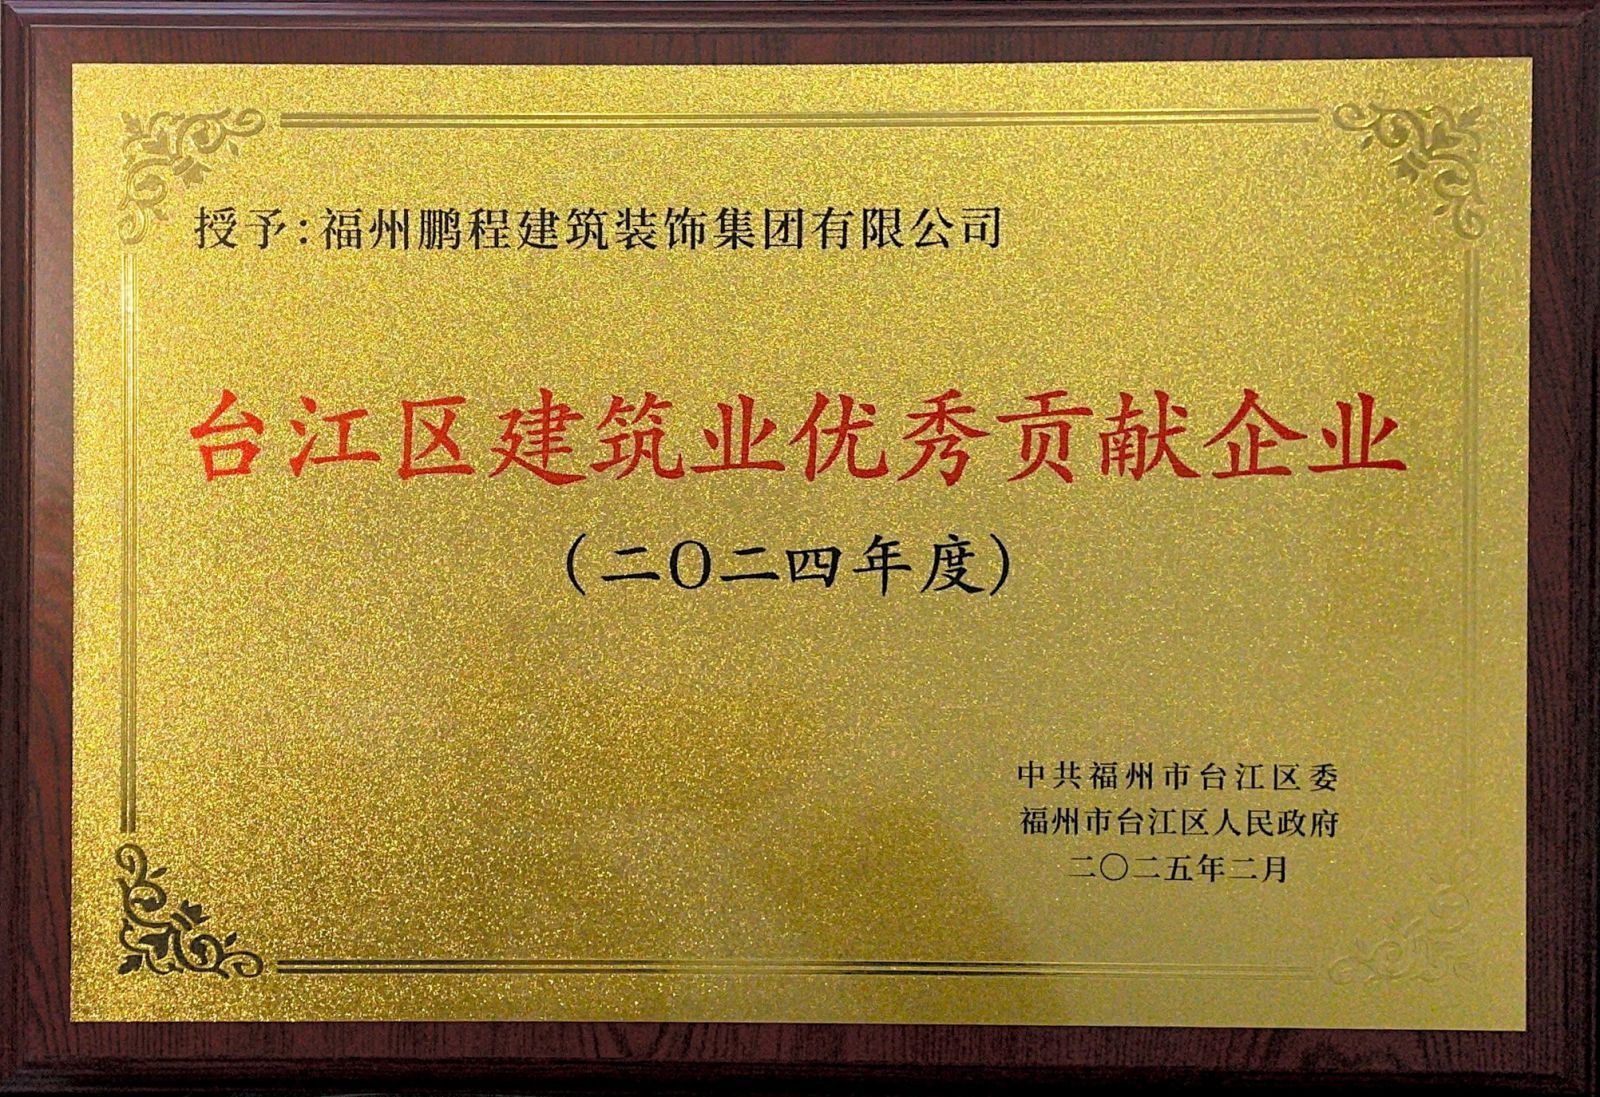 授予：福州鹏程建筑装饰集团有限公司
台江区建筑业优秀贡献企业
（二〇二四年度）
中共福州市台江区委
福州市台江区人民政府
二〇二五年二月